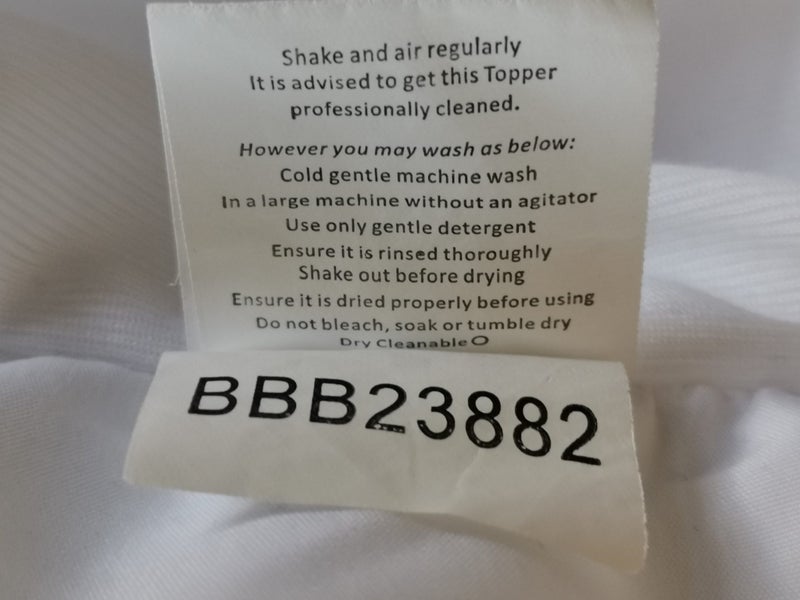 Shake and air regularly
It is advised to get this Topper
professionally cleaned.
However you may wash as below:
Cold gentle machine wash
In a large machine without an agitator
Use only gentle detergent
Ensure it is rinsed thoroughly
Shake out before drying
Ensure it is dried properly before using
Do not bleach, soak or tumble dry
Dry Cleanable O
BBB23882